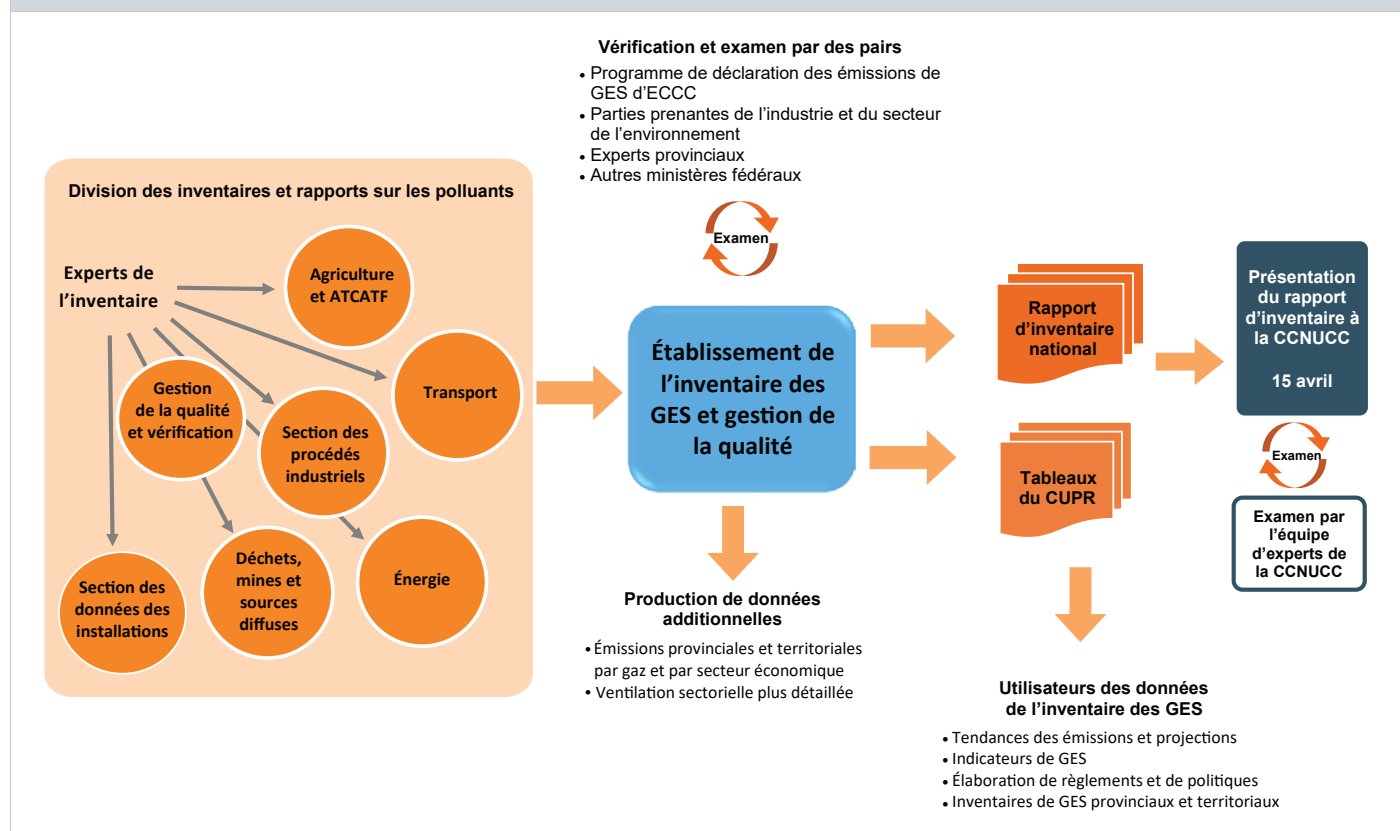 Vérification et examen par des pairs
• Programme de déclaration des émissions de
GES d’ECCC
• Parties prenantes de l’industrie et du secteur
de l’environnement
• Experts provinciaux
• Autres ministères fédéraux
Examen
Division des inventaires et rapports sur les polluants
Experts de
l’inventaire
Agriculture
et ATCATF
Transport
Gestion
de la qualité
et vérification
Section des
procédés
industriels
Section des
données des
installations
Déchets,
mines et
sources
diffuses
Énergie
Établissement de
l’inventaire des
GES et gestion de
la qualité
Production de données
additionnelles
• Émissions provinciales et territoriales
par gaz et par secteur économique
• Ventilation sectorielle plus détaillée
Rapport
d’inventaire
national
Tableaux
du CUPR
Présentation
du rapport
d’inventaire à
la CCNUCC
15 avril
Examen
Examen par
l’équipe
d’experts de
la CCNUCC
Utilisateurs des données
de l’inventaire des GES
• Tendances des émissions et projections
• Indicateurs de GES
• Élaboration de règlements et de politiques
• Inventaires de GES provinciaux et territoriaux